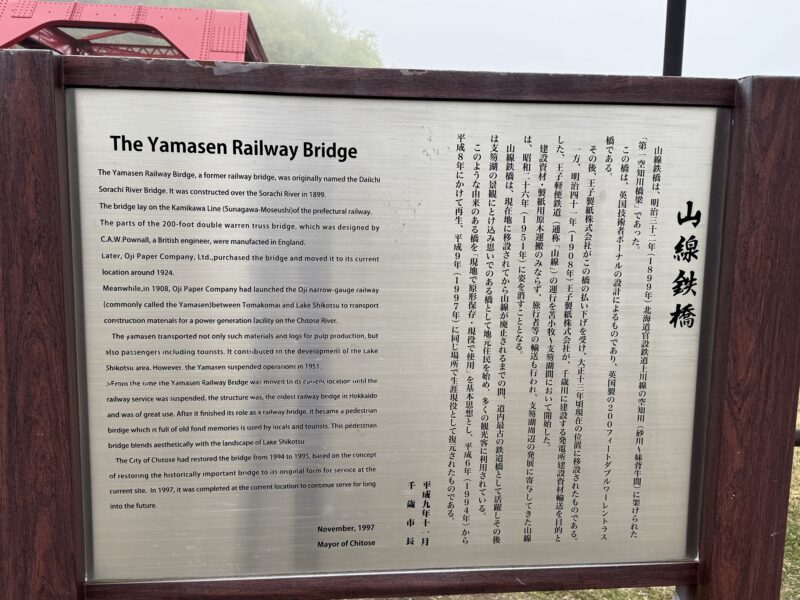 The Yamasen Railway Bridge
The Yamasen Railway Birdge, a former railway bridge, was originally named the Daiichi
Sorachi River Bridge. It was constructed over the Sorachi River in 1899.
The bridge lay on the Kamikawa Line (Sunagawa-Moseushi)of the prefectural railway.
The parts of the 200-foot double warren truss bridge, which was designed by
C.A.W.Pownall, a British engineer, were manufacted in England.
Later, Oji Paper Company, Ltd.,purchased the bridge and moved it to its current
location around 1924.
Meanwhile,in 1908, Oji Paper Company had launched the Oji narrow-gauge railway
(commonly called the Yamasen)between Tomakomai and Lake Shikotsu to transport
construction materials for a power generation facility on the Chitose River.
The yamasen transported not only such materials and logs for pulp production, but
also passengers including tourists. It contributed to the development of the Lake
Shikotsu area. However, the Yamasen suspended operations in 1951.
>From the time the Yamasen Railway Bridge was moved to its current location until the
railway service was suspended, the structure was, the oldest railway bridge in Hokkaido
and was of great use. After it finished its role as a railway bridge, it became a pedestrian
birdge which is full of old fond memories is used by locals and tourists. This pedestrian
bridge blends aesthetically with the landscape of Lake Shikotsu
The City of Chitose had restored the bridge from 1994 to 1995, based on the concept
of restoring the historically important bridge to its original form for service at the
current site. In 1997, it was completed at the current location to continue serve for long
into the future.
November, 1997
Mayor of Chitose
山線鉄橋
山線鉄橋は、明治三十二年(1899年)北海道官設鉄道上川線の空知川(砂川〜妹背牛間)に架けられた
「第一空知川橋梁」であった。
この橋は、英国技術者ポーナルの設計によるものであり、英国製の200フィートダブルワーレントラス
橋である。
その後、王子製紙株式会社がこの橋の払い下げを受け、大正十三年頃現在の位置に移設されたものである。
一方、明治四十一年(1908年)王子製紙株式会社が、千歳川に建設する発電所建設資材輸送を目的と
した、王子軽便鉄道(通称・山線)の運行を苫小牧〜支笏湖間において開始した。
建設資材・製紙用原木運搬のみならず、旅行者等の輸送も行われ、支笏湖周辺の発展に寄与してきた山線
は、昭和二十六年(1951年)に姿を消すこととなる。
山線鉄橋は、現在地に移設されてから山線が廃止されるまでの間、道内最古の鉄道橋として活躍しその後
は支笏湖の景観にとけ込み思いでのある橋として地元住民を始め、多くの観光客に利用されている。
このような由来のある橋を「現地で原形保存・現役で使用」を基本思想とし、平成6年(1994年)から
平成8年にかけて再生、平成9年(1997年)に同じ場所で生涯現役として復元されたものである。
平成九年十一月
千歳市長